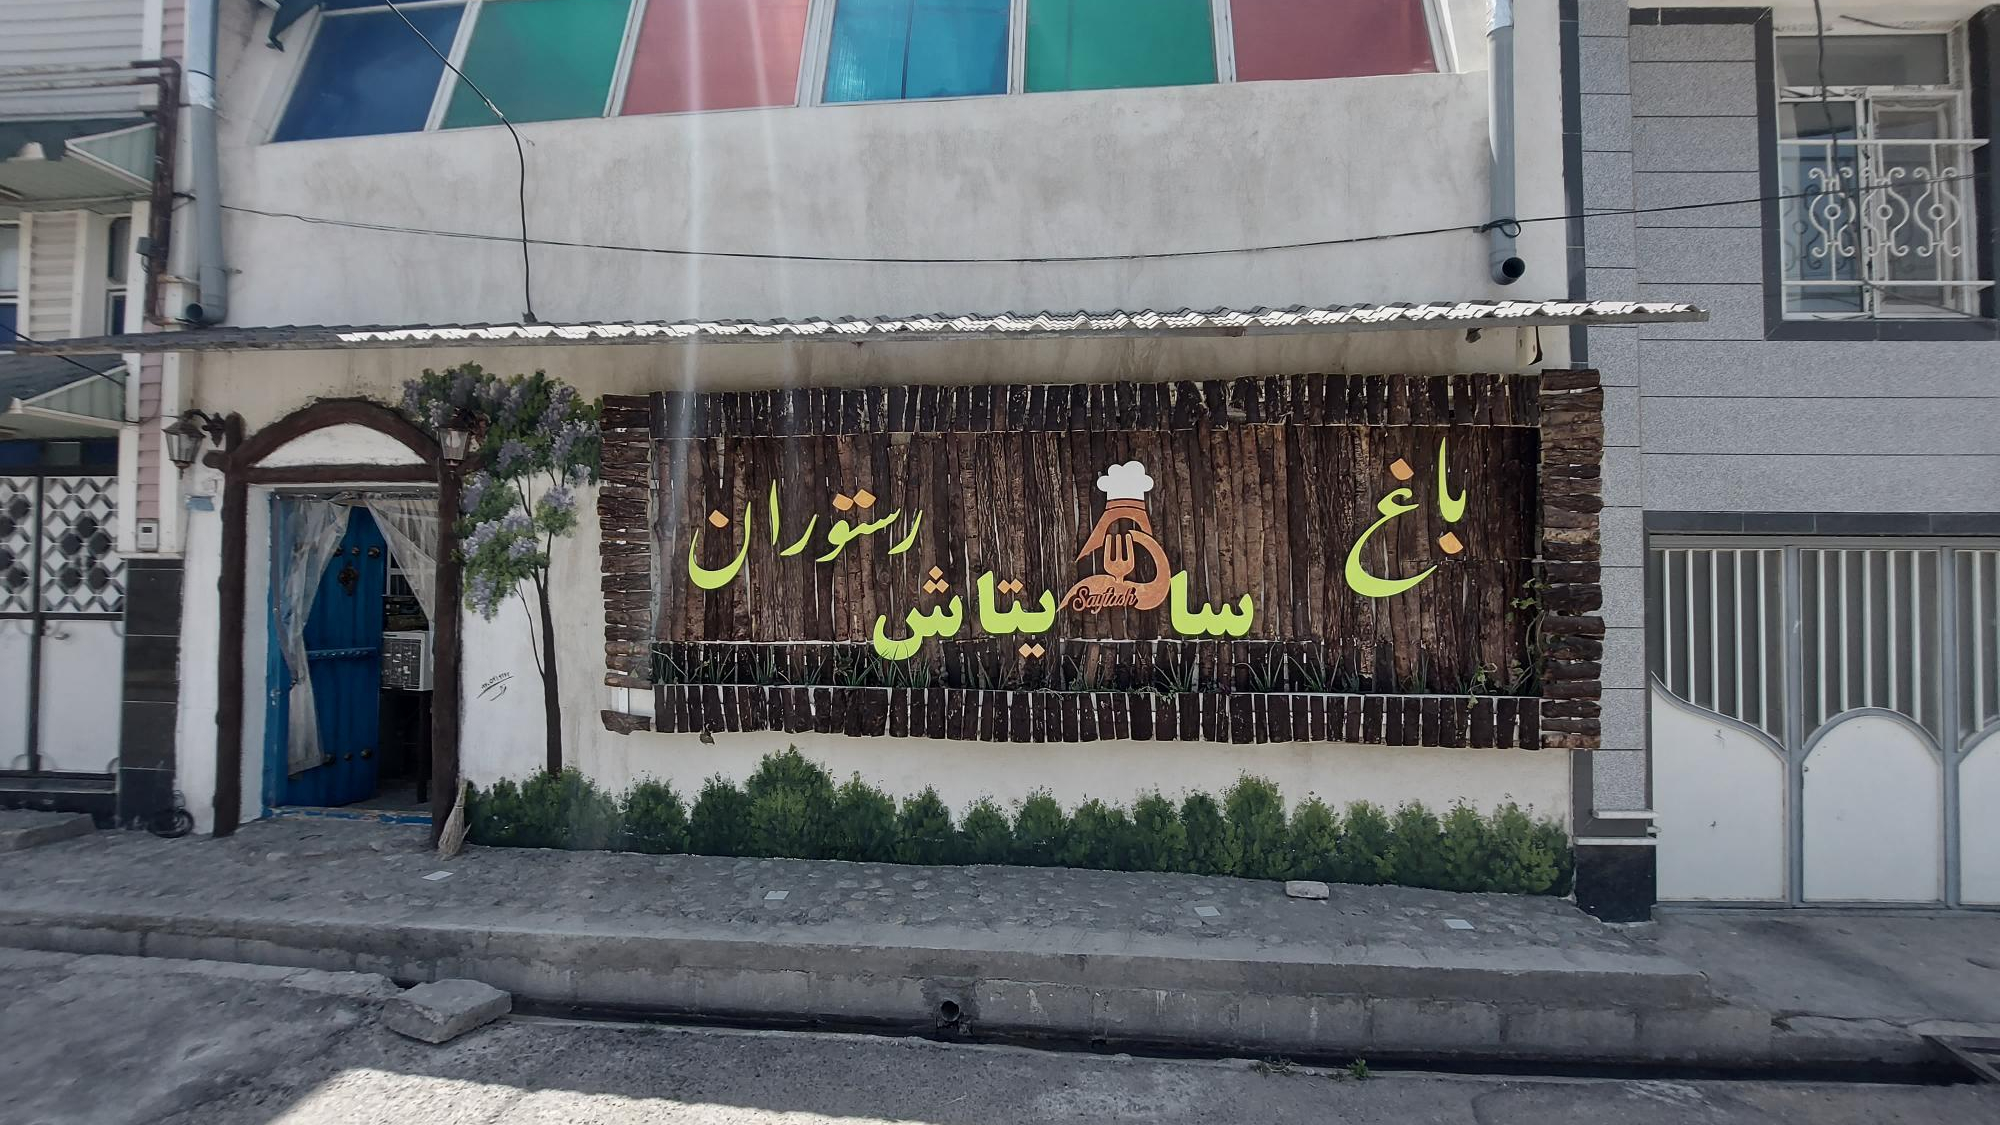 باغ رستوران
سایتاش
Saytash